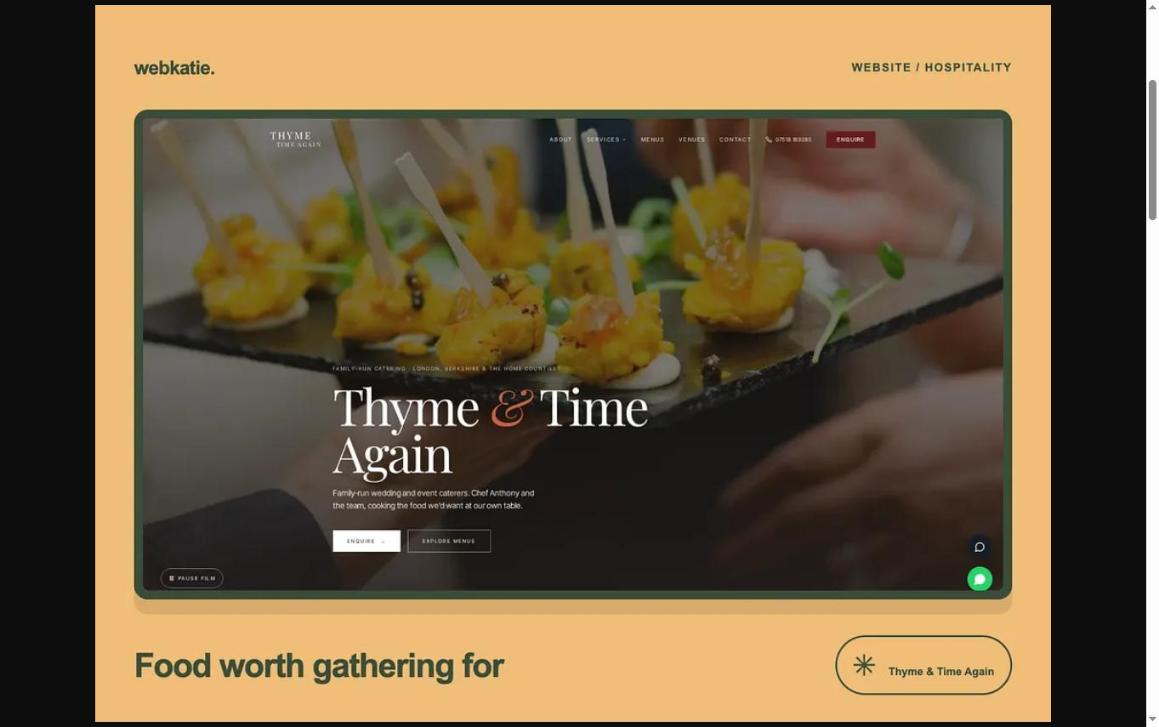 webkatie.
WEBSITE / HOSPITALITY
THYME
TIME AGAIN
ABOUT
SERVICES
MENUS
VENUES
CONTACT
ENQUIRE
FAMILY-RUN CATERING · LONDON, BERKSHIRE & THE HOME COUNTIES
Thyme & Time
Again
Family-run wedding and event caterers. Chef Anthony and
the team, cooking the food we'd want at our own table.
ENQUIRE →
EXPLORE MENUS
PAUSE FILM
Food worth gathering for
Thyme & Time Again